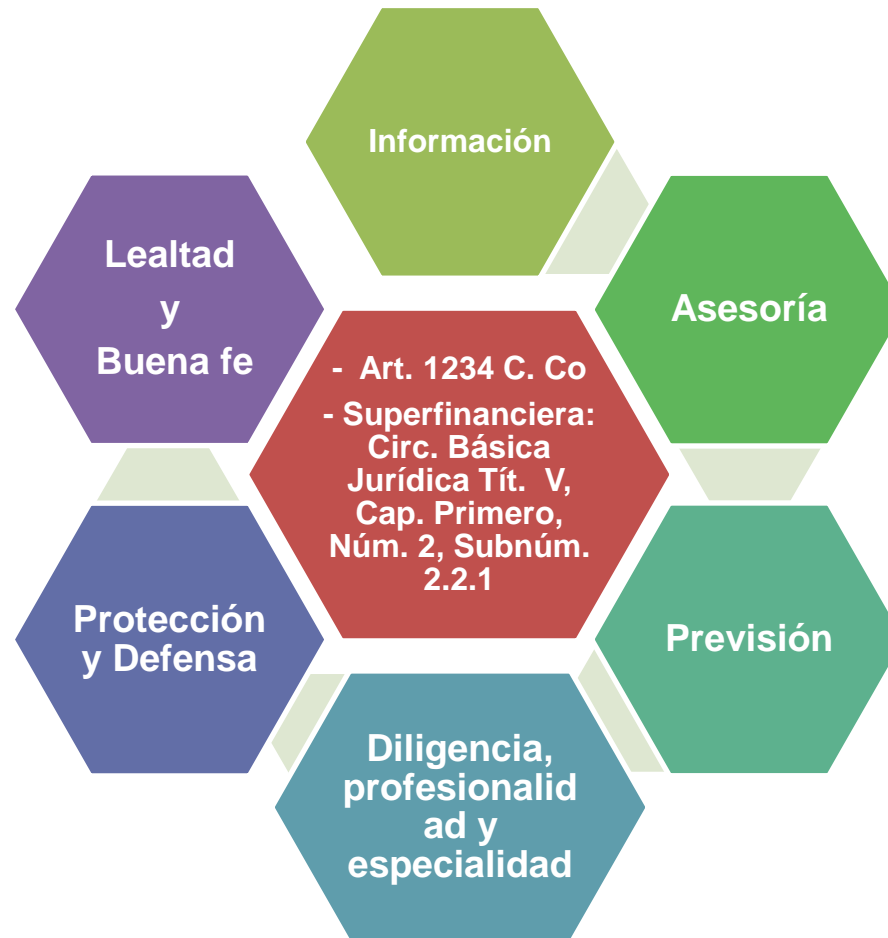 Información
Asesoría
Previsión
Diligencia,
profesionalid
ad y
especialidad
Protección
y Defensa
Lealtad
y
Buena fe
- Art. 1234 C. Co
- Superfinanciera:
Circ. Básica
Jurídica Tít. V,
Cap. Primero,
Núm. 2, Subnúm.
2.2.1